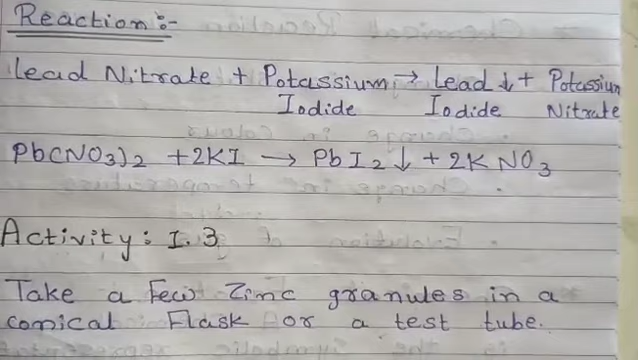 Reaction :-
Lead Nitrate + Potassium → Lead ↓ + Potassium
Iodide Iodide Nitrate
Pb(NO3)2 + 2KI → PbI2 ↓ + 2KNO3
Activity : I.3
Take a Few Zinc granules in a
conical Flask or a test tube.